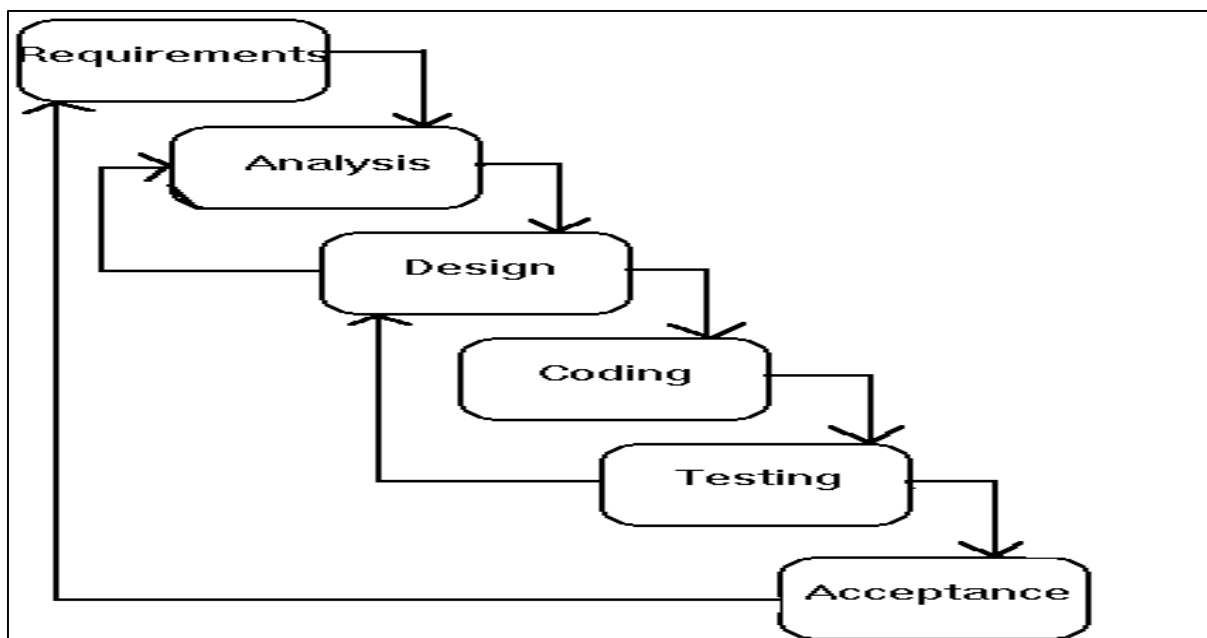 Requirements
Analysis
Design
Coding
Testing
Acceptance